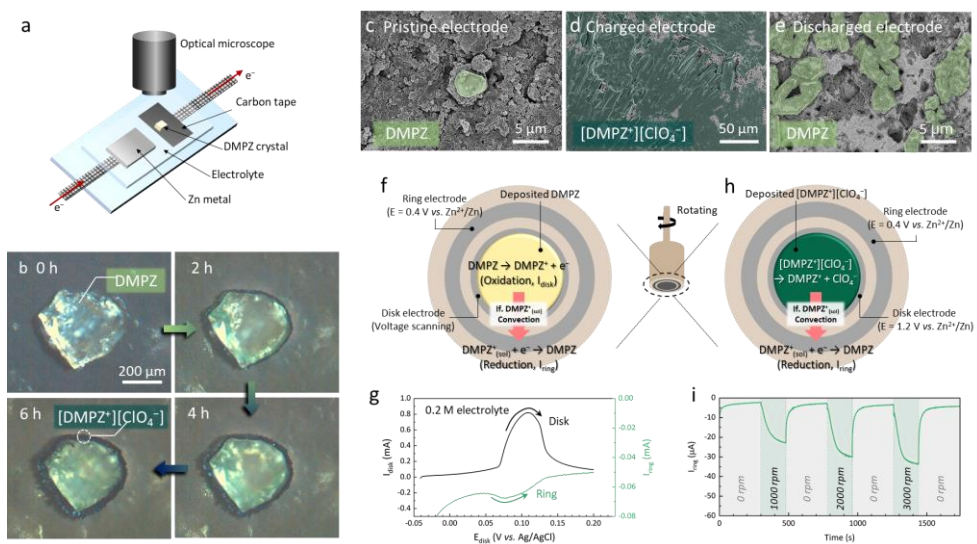 a
Optical microscope
e⁻
Carbon tape
DMPZ crystal
Electrolyte
Zn metal
e⁻
b 0 h
DMPZ
200 μm
2 h
6 h
[DMPZ⁺][ClO₄⁻]
4 h
c Pristine electrode
DMPZ
5 μm
d Charged electrode
[DMPZ⁺][ClO₄⁻]
50 μm
e Discharged electrode
DMPZ
5 μm
f
Ring electrode
(E = 0.4 V vs. Zn²⁺/Zn)
Deposited DMPZ
DMPZ → DMPZ⁺ + e⁻
(Oxidation, I_disk)
If. DMPZ⁺(sol)
Convection
Disk electrode
(Voltage scanning)
DMPZ⁺(sol) + e⁻ → DMPZ
(Reduction, I_ring)
Rotating
h
Deposited [DMPZ⁺][ClO₄⁻]
Ring electrode
(E = 0.4 V vs. Zn²⁺/Zn)
[DMPZ⁺][ClO₄⁻]
→ DMPZ⁺ + ClO₄⁻
If. DMPZ⁺(sol)
Convection
Disk electrode
(E = 1.2 V vs. Zn²⁺/Zn)
DMPZ⁺(sol) + e⁻ → DMPZ
(Reduction, I_ring)
g
0.2 M electrolyte
Disk
Ring
I_disk (mA)
1.0
0.8
0.6
0.4
0.2
0.0
-0.2
-0.4
I_ring (mA)
0.00
-0.02
-0.04
-0.06
-0.08
-0.05 0.00 0.05 0.10 0.15 0.20
E_disk (V vs. Ag/AgCl)
i
I_ring (μA)
0
-10
-20
-30
-40
-50
-60
0 rpm
1000 rpm
0 rpm
2000 rpm
0 rpm
3000 rpm
0 rpm
0 500 1000 1500
Time (s)